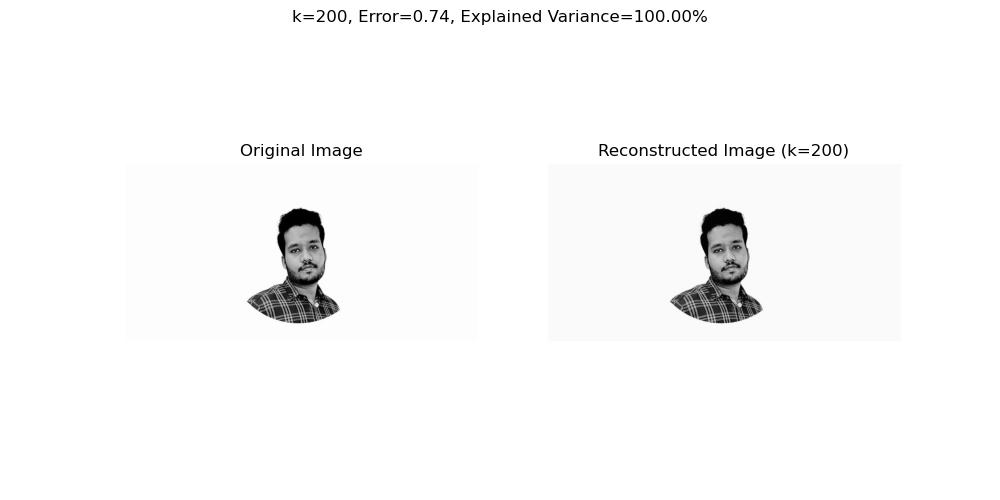 k=200, Error=0.74, Explained Variance=100.00%
Original Image
Reconstructed Image (k=200)